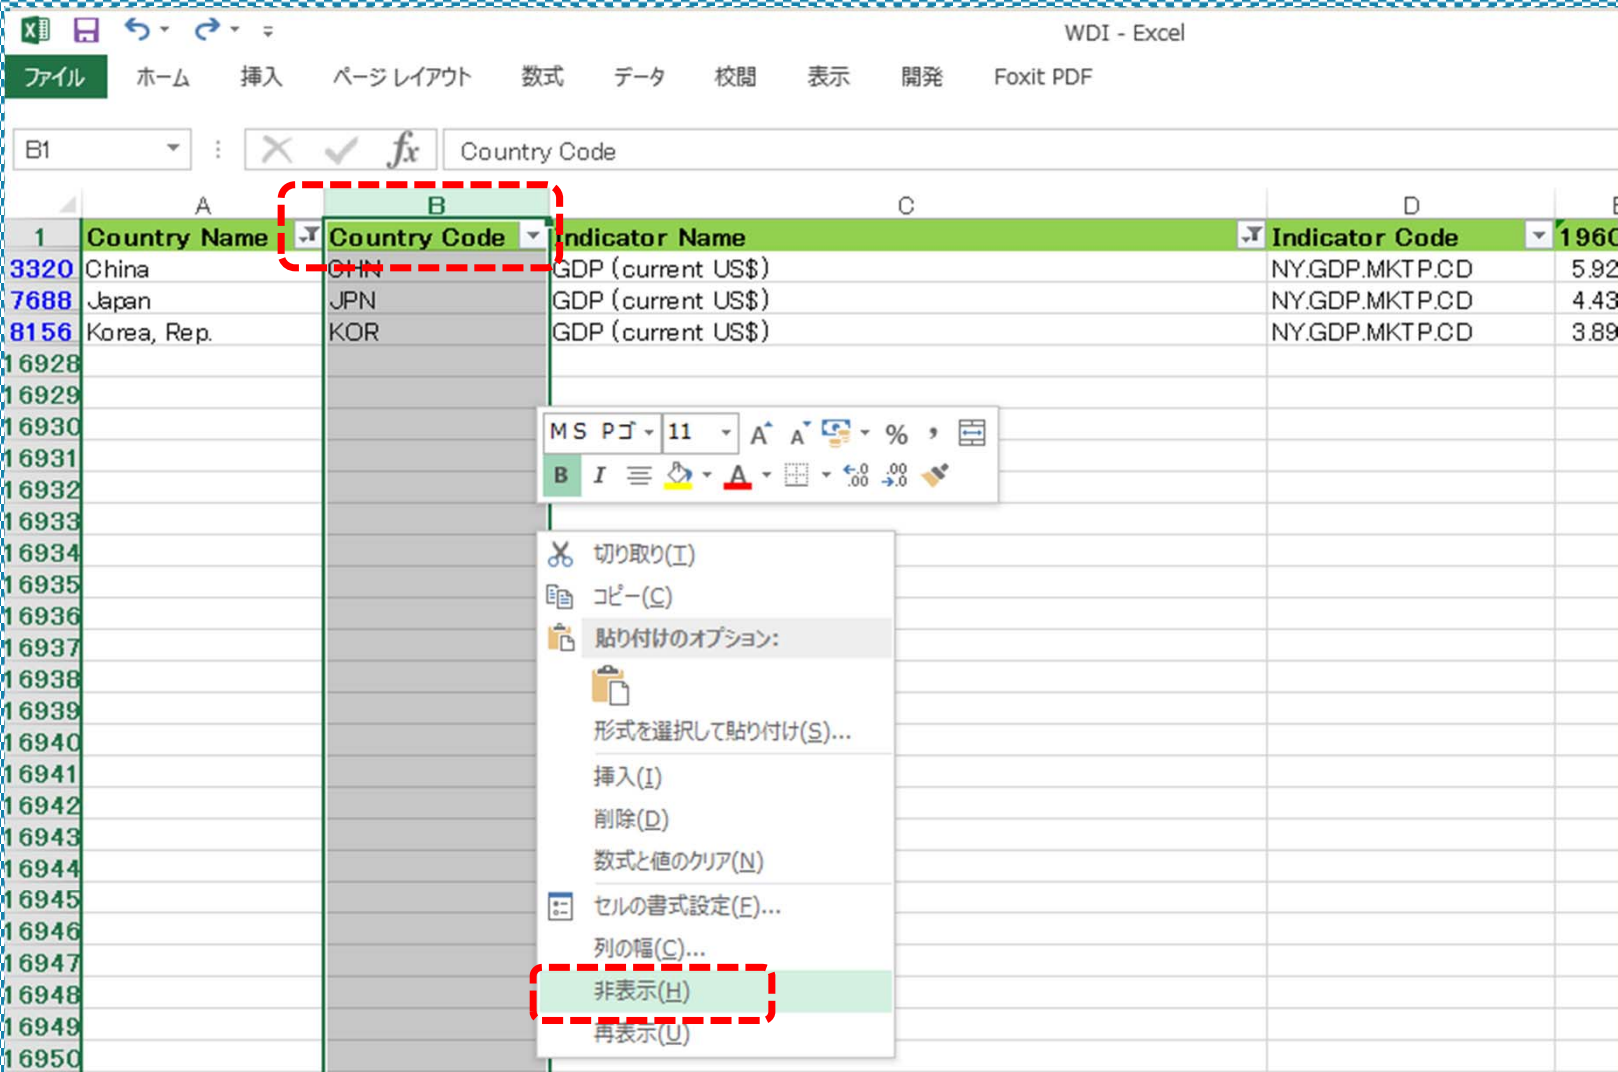 WDI - Excel
ファイル ホーム 挿入 ページ レイアウト 数式 データ 校閲 表示 開発 Foxit PDF
B1 fx Country Code
A B C D
1 Country Name Country Code Indicator Name Indicator Code 1960
3320 China CHN GDP (current US$) NY.GDP.MKTP.CD 5.92
7688 Japan JPN GDP (current US$) NY.GDP.MKTP.CD 4.43
8156 Korea, Rep. KOR GDP (current US$) NY.GDP.MKTP.CD 3.89
16928
16929
16930
16931
16932
16933
16934
16935
16936
16937
16938
16939
16940
16941
16942
16943
16944
16945
16946
16947
16948
16949
16950
ＭＳ Ｐゴ 11 A A % ,
B I A .0 .00 .00 .0
切り取り(T)
コピー(C)
貼り付けのオプション:
形式を選択して貼り付け(S)...
挿入(I)
削除(D)
数式と値のクリア(N)
セルの書式設定(F)...
列の幅(C)...
非表示(H)
再表示(U)